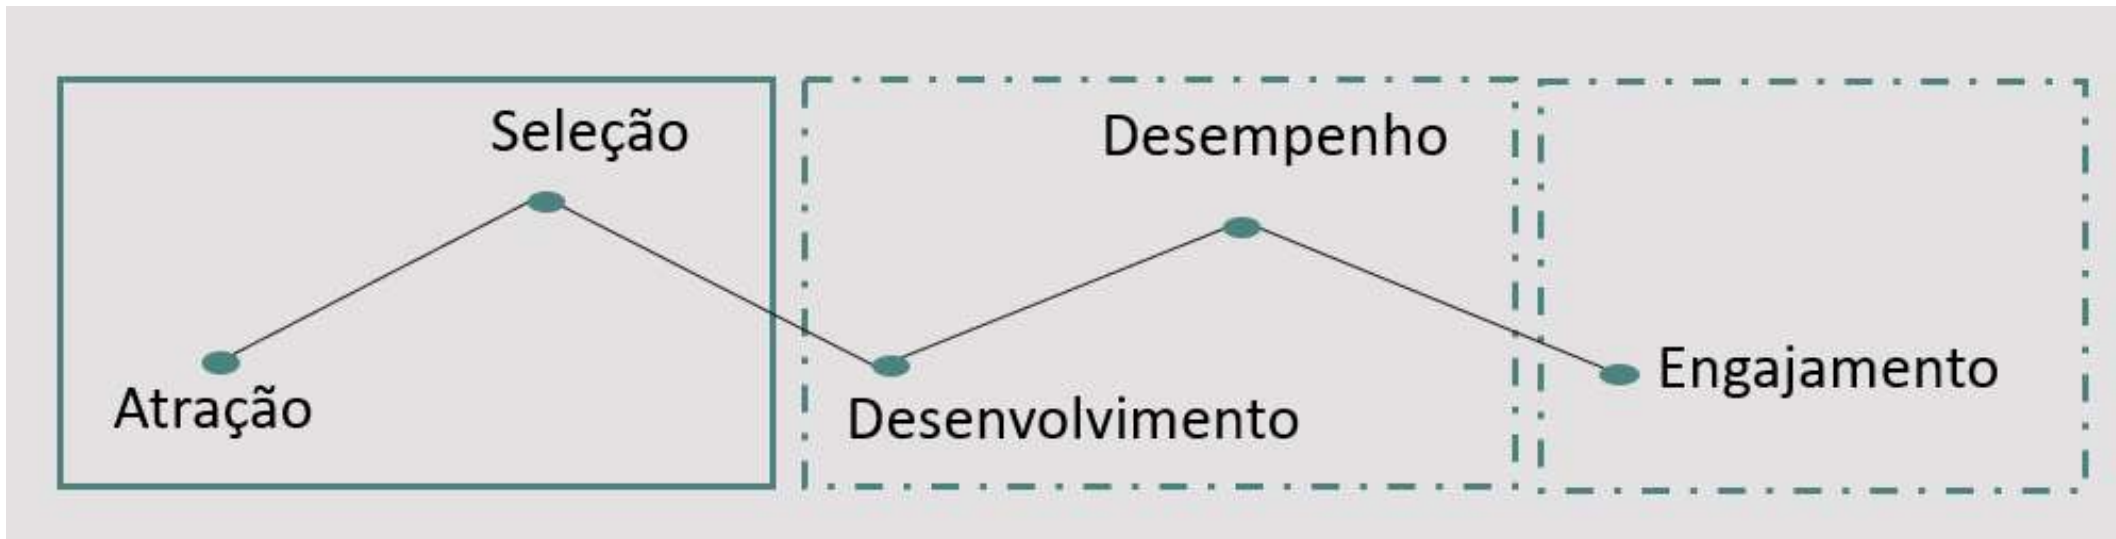 Seleção
Desempenho
Atração
Desenvolvimento
Engajamento